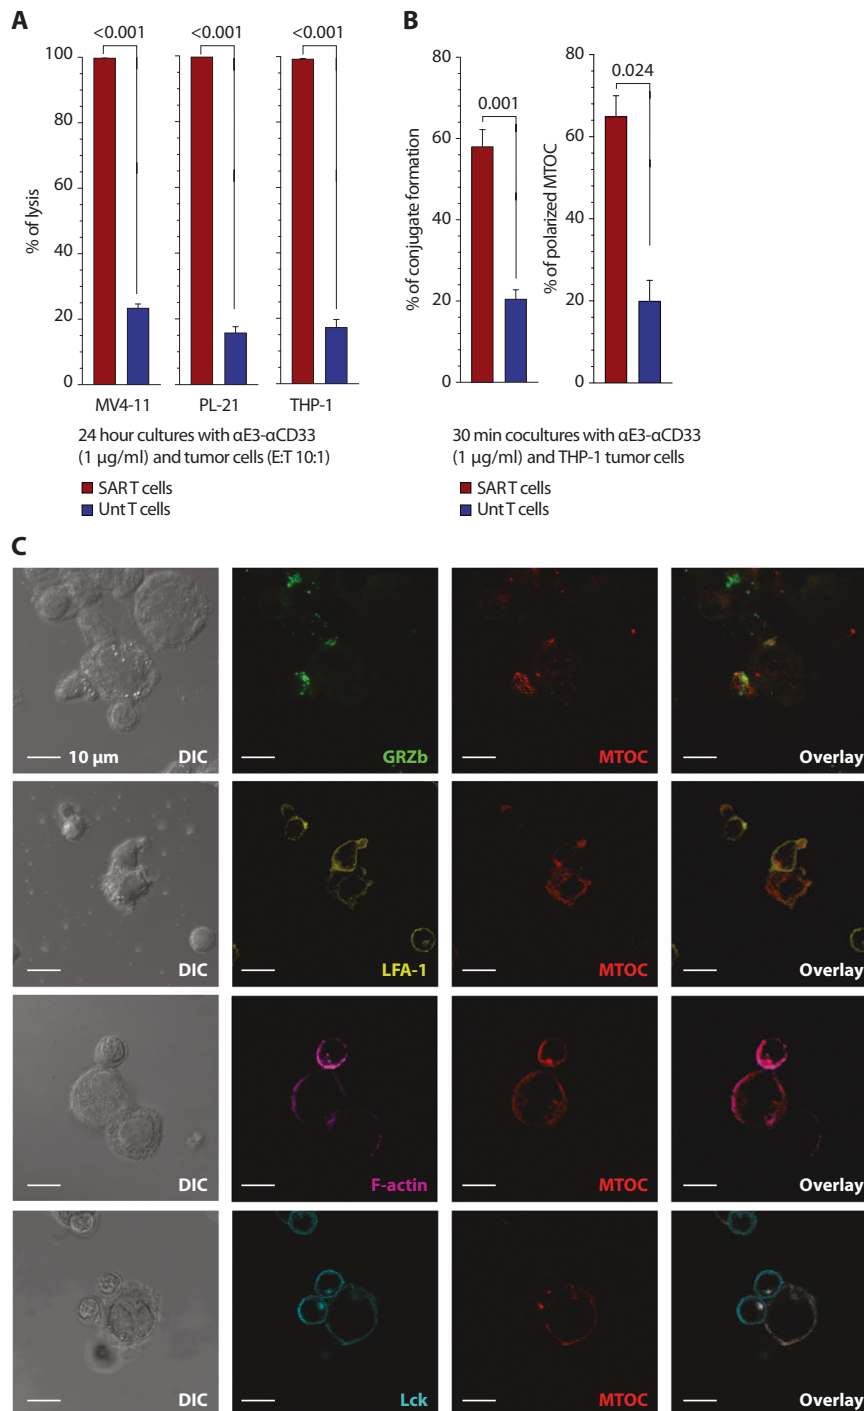 A
<0.001
<0.001
<0.001
100
80
60
40
20
0
% of lysis
MV4-11
PL-21
THP-1
24 hour cultures with αE3-αCD33
(1 µg/ml) and tumor cells (E:T 10:1)
SAR T cells
Unt T cells
B
80
60
40
20
0
% of conjugate formation
0.001
80
60
40
20
0
% of polarized MTOC
0.024
30 min cocultures with αE3-αCD33
(1 µg/ml) and THP-1 tumor cells
SAR T cells
Unt T cells
C
10 µm
DIC
GRZb
MTOC
Overlay
DIC
LFA-1
MTOC
Overlay
DIC
F-actin
MTOC
Overlay
DIC
Lck
MTOC
Overlay